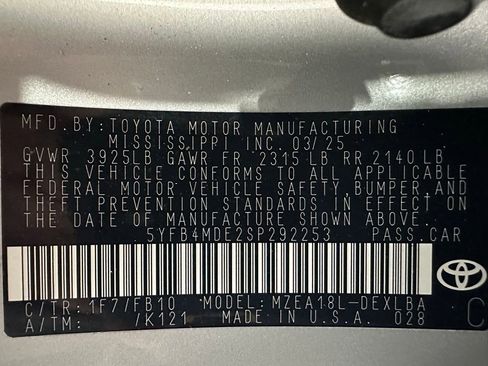 MFD. BY: TOYOTA MOTOR MANUFACTURING
MISSISSIPPI INC. 03/25
GVWR 3925LB GAWR FR 2315 LB RR 2140 LB
THIS VEHICLE CONFORMS TO ALL APPLICABLE
FEDERAL MOTOR VEHICLE SAFETY, BUMPER, AND
THEFT PREVENTION STANDARDS IN EFFECT ON
THE DATE OF MANUFACTURE SHOWN ABOVE.
5YFB4MDE2SP292253 PASS. CAR
C/TR: 1F7/FB10 MODEL: MZEA18L-DEXLBA
A/TM: /K121 MADE IN U.S.A. 028 C